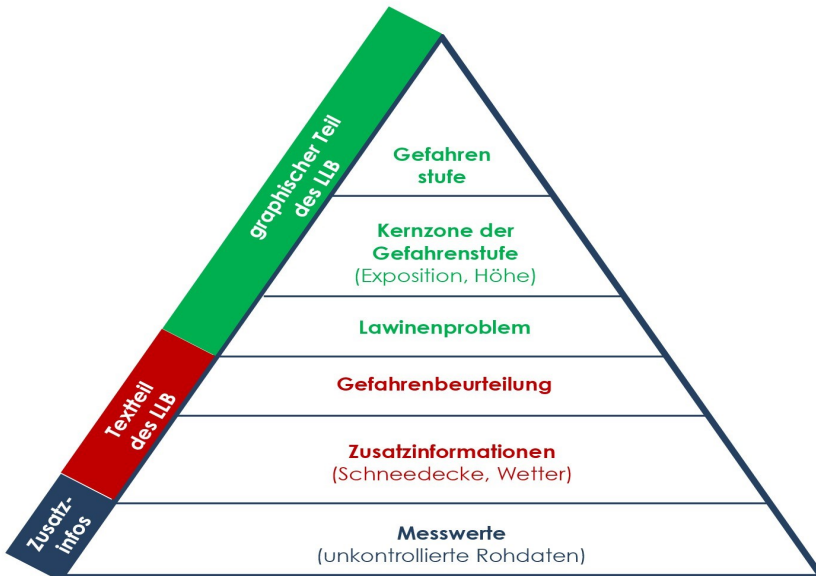 graphischer Teil
des LLB
Gefahren
stufe
Kernzone der
Gefahrenstufe
(Exposition, Höhe)
Lawinenproblem
Textteil
des LLB
Gefahrenbeurteilung
Zusatzinformationen
(Schneedecke, Wetter)
Zusatz-
infos
Messwerte
(unkontrollierte Rohdaten)